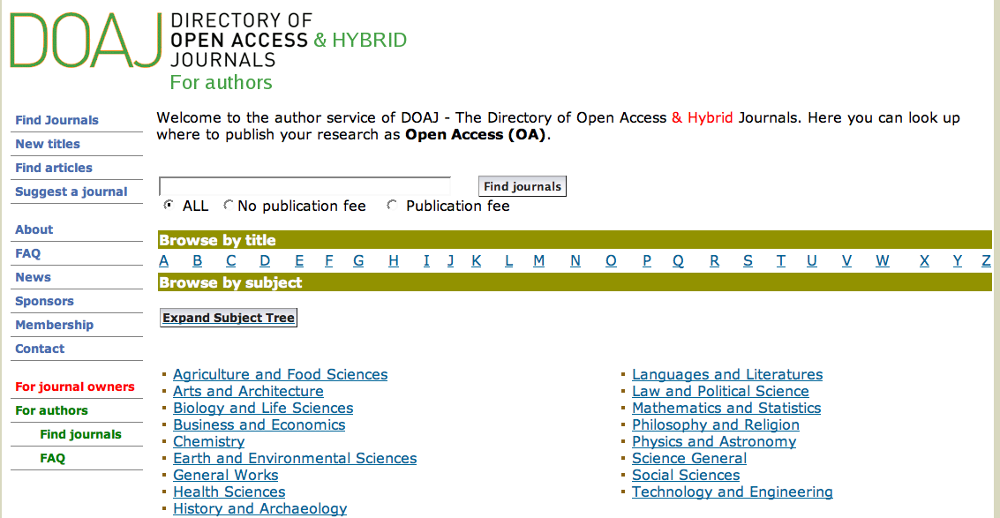 DOAJ
DIRECTORY OF
OPEN ACCESS & HYBRID
JOURNALS
For authors
Find Journals
New titles
Find articles
Suggest a journal
About
FAQ
News
Sponsors
Membership
Contact
For journal owners
For authors
Find journals
FAQ
Welcome to the author service of DOAJ - The Directory of Open Access & Hybrid Journals. Here you can look up
where to publish your research as Open Access (OA).
Find journals
ALL No publication fee Publication fee
Browse by title
A B C D E F G H I J K L M N O P Q R S T U V W X Y Z
Browse by subject
Expand Subject Tree
Agriculture and Food Sciences
Arts and Architecture
Biology and Life Sciences
Business and Economics
Chemistry
Earth and Environmental Sciences
General Works
Health Sciences
History and Archaeology
Languages and Literatures
Law and Political Science
Mathematics and Statistics
Philosophy and Religion
Physics and Astronomy
Science General
Social Sciences
Technology and Engineering